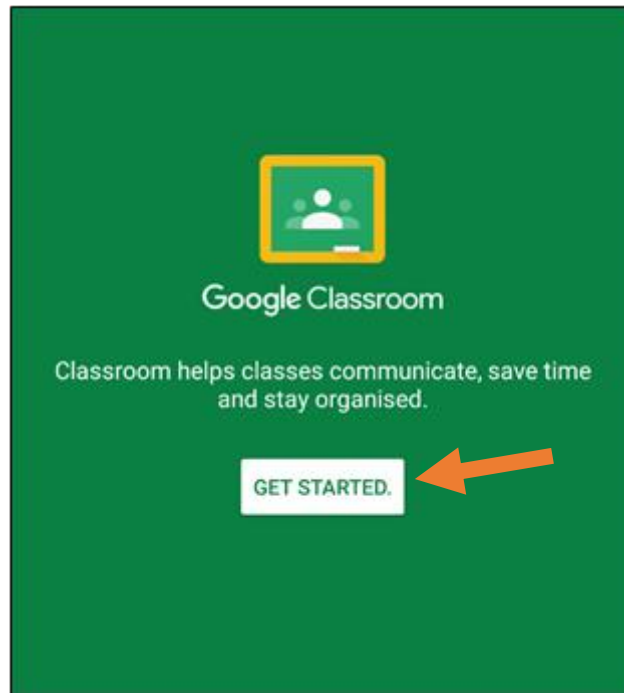 Google Classroom
Classroom helps classes communicate, save time
and stay organised.
GET STARTED.